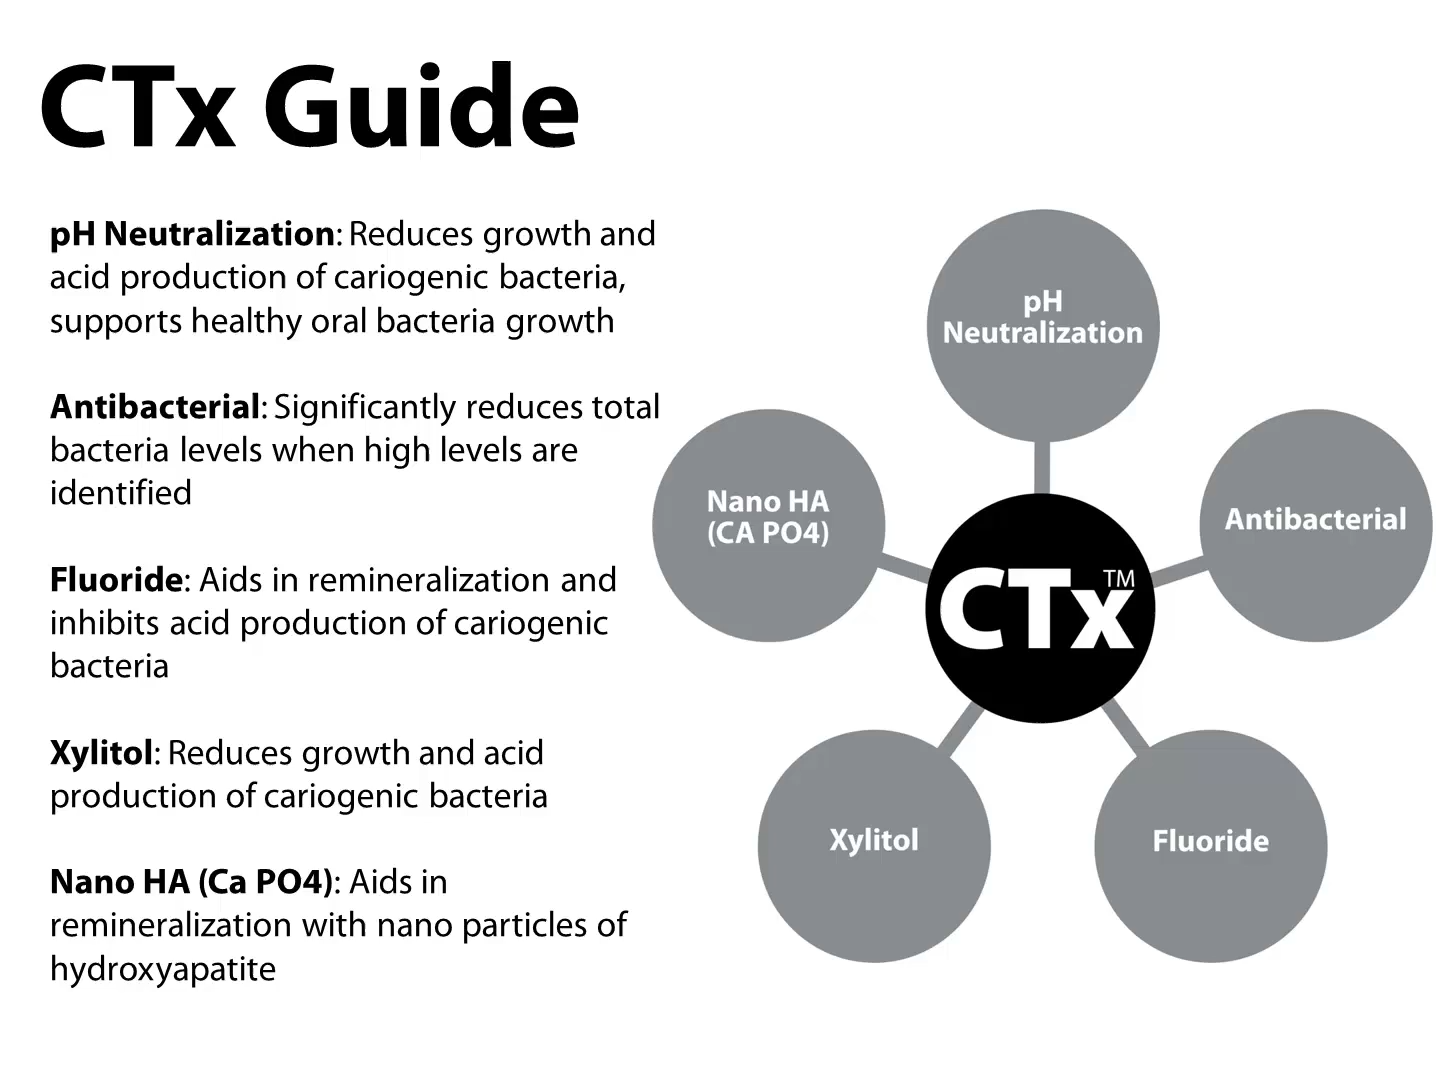 CTx Guide
pH Neutralization: Reduces growth and
acid production of cariogenic bacteria,
supports healthy oral bacteria growth
Antibacterial: Significantly reduces total
bacteria levels when high levels are
identified
Fluoride: Aids in remineralization and
inhibits acid production of cariogenic
bacteria
Xylitol: Reduces growth and acid
production of cariogenic bacteria
Nano HA (Ca PO4): Aids in
remineralization with nano particles of
hydroxyapatite
pH
Neutralization
Nano HA
(CA PO4)
Antibacterial
CTx™
Xylitol
Fluoride